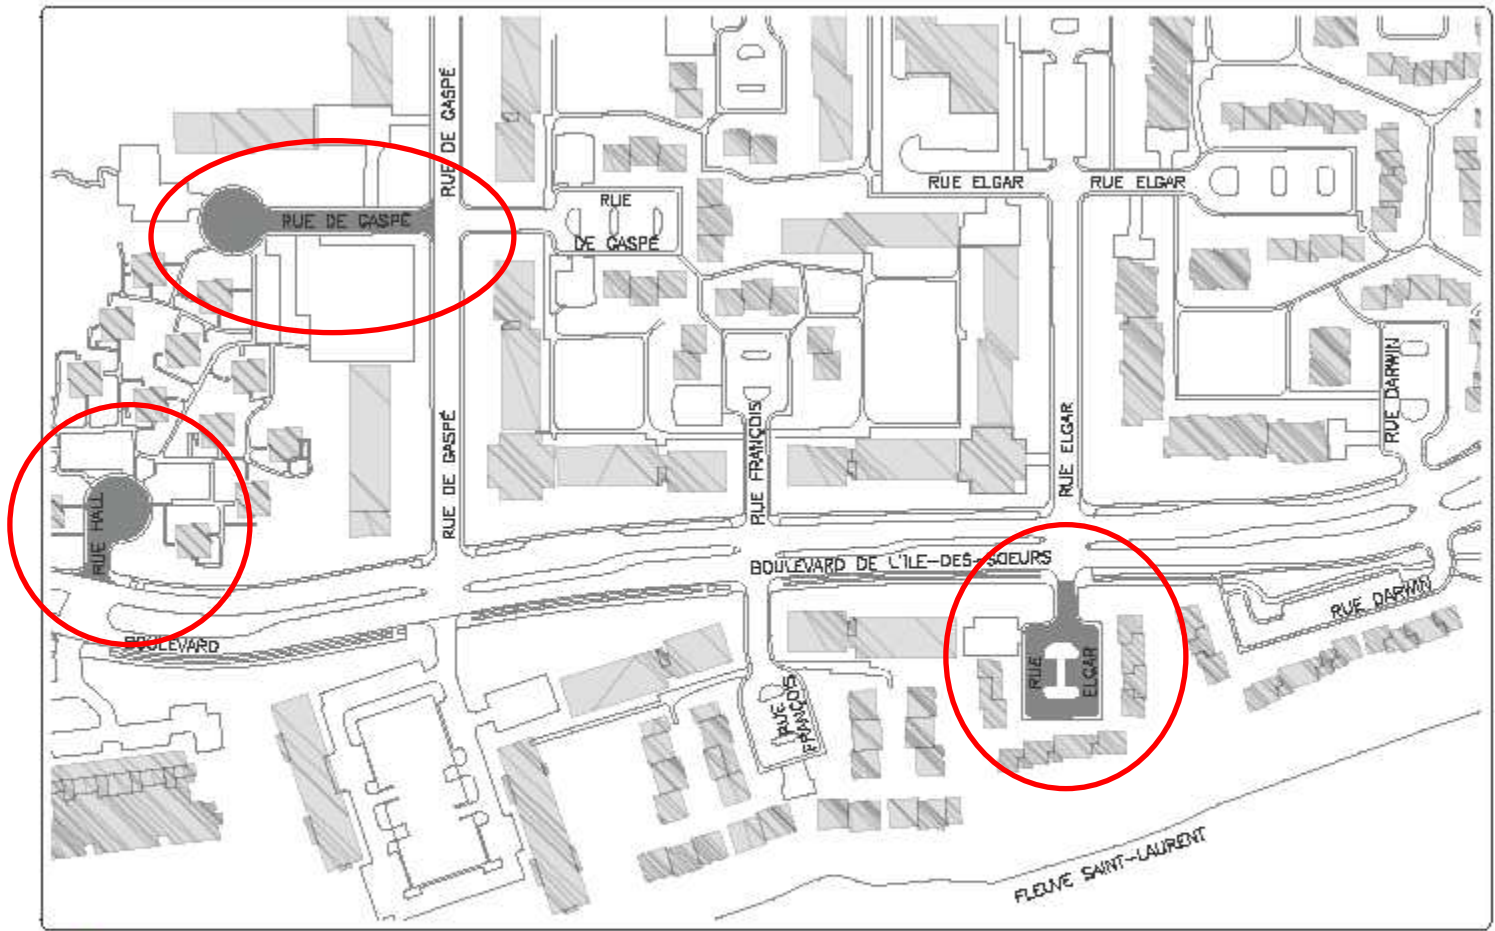 RUE DE GASPÉ
RUE ELGAR
RUE ELGAR
RUE
DE GASPÉ
RUE DE GASPÉ
RUE DARWIN
RUE FRANÇOIS
RUE ELGAR
RUE DE GASPÉ
RUE HALL
BOULEVARD DE L'ÎLE-DES-SOEURS
RUE DARWIN
BOULEVARD
RUE
ELGAR
RUE
FRANÇOIS
FLEUVE SAINT-LAURENT